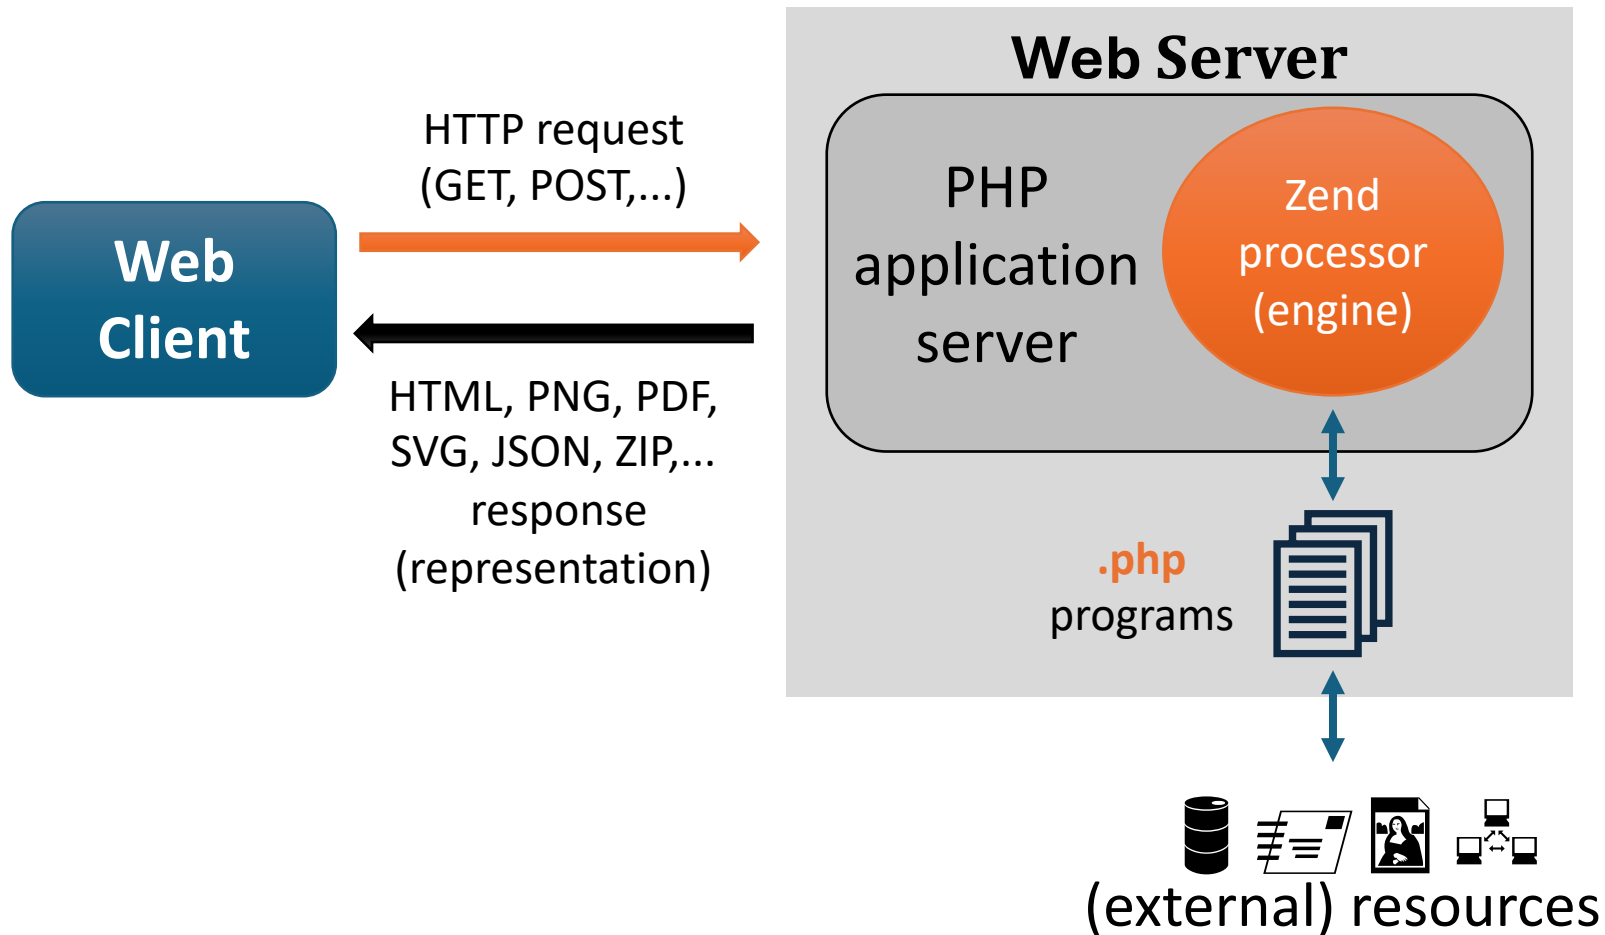 Web Server
HTTP request
(GET, POST,...)
Web
Client
HTML, PNG, PDF,
SVG, JSON, ZIP,...
response
(representation)
PHP
application
server
Zend
processor
(engine)
.php
programs
(external) resources